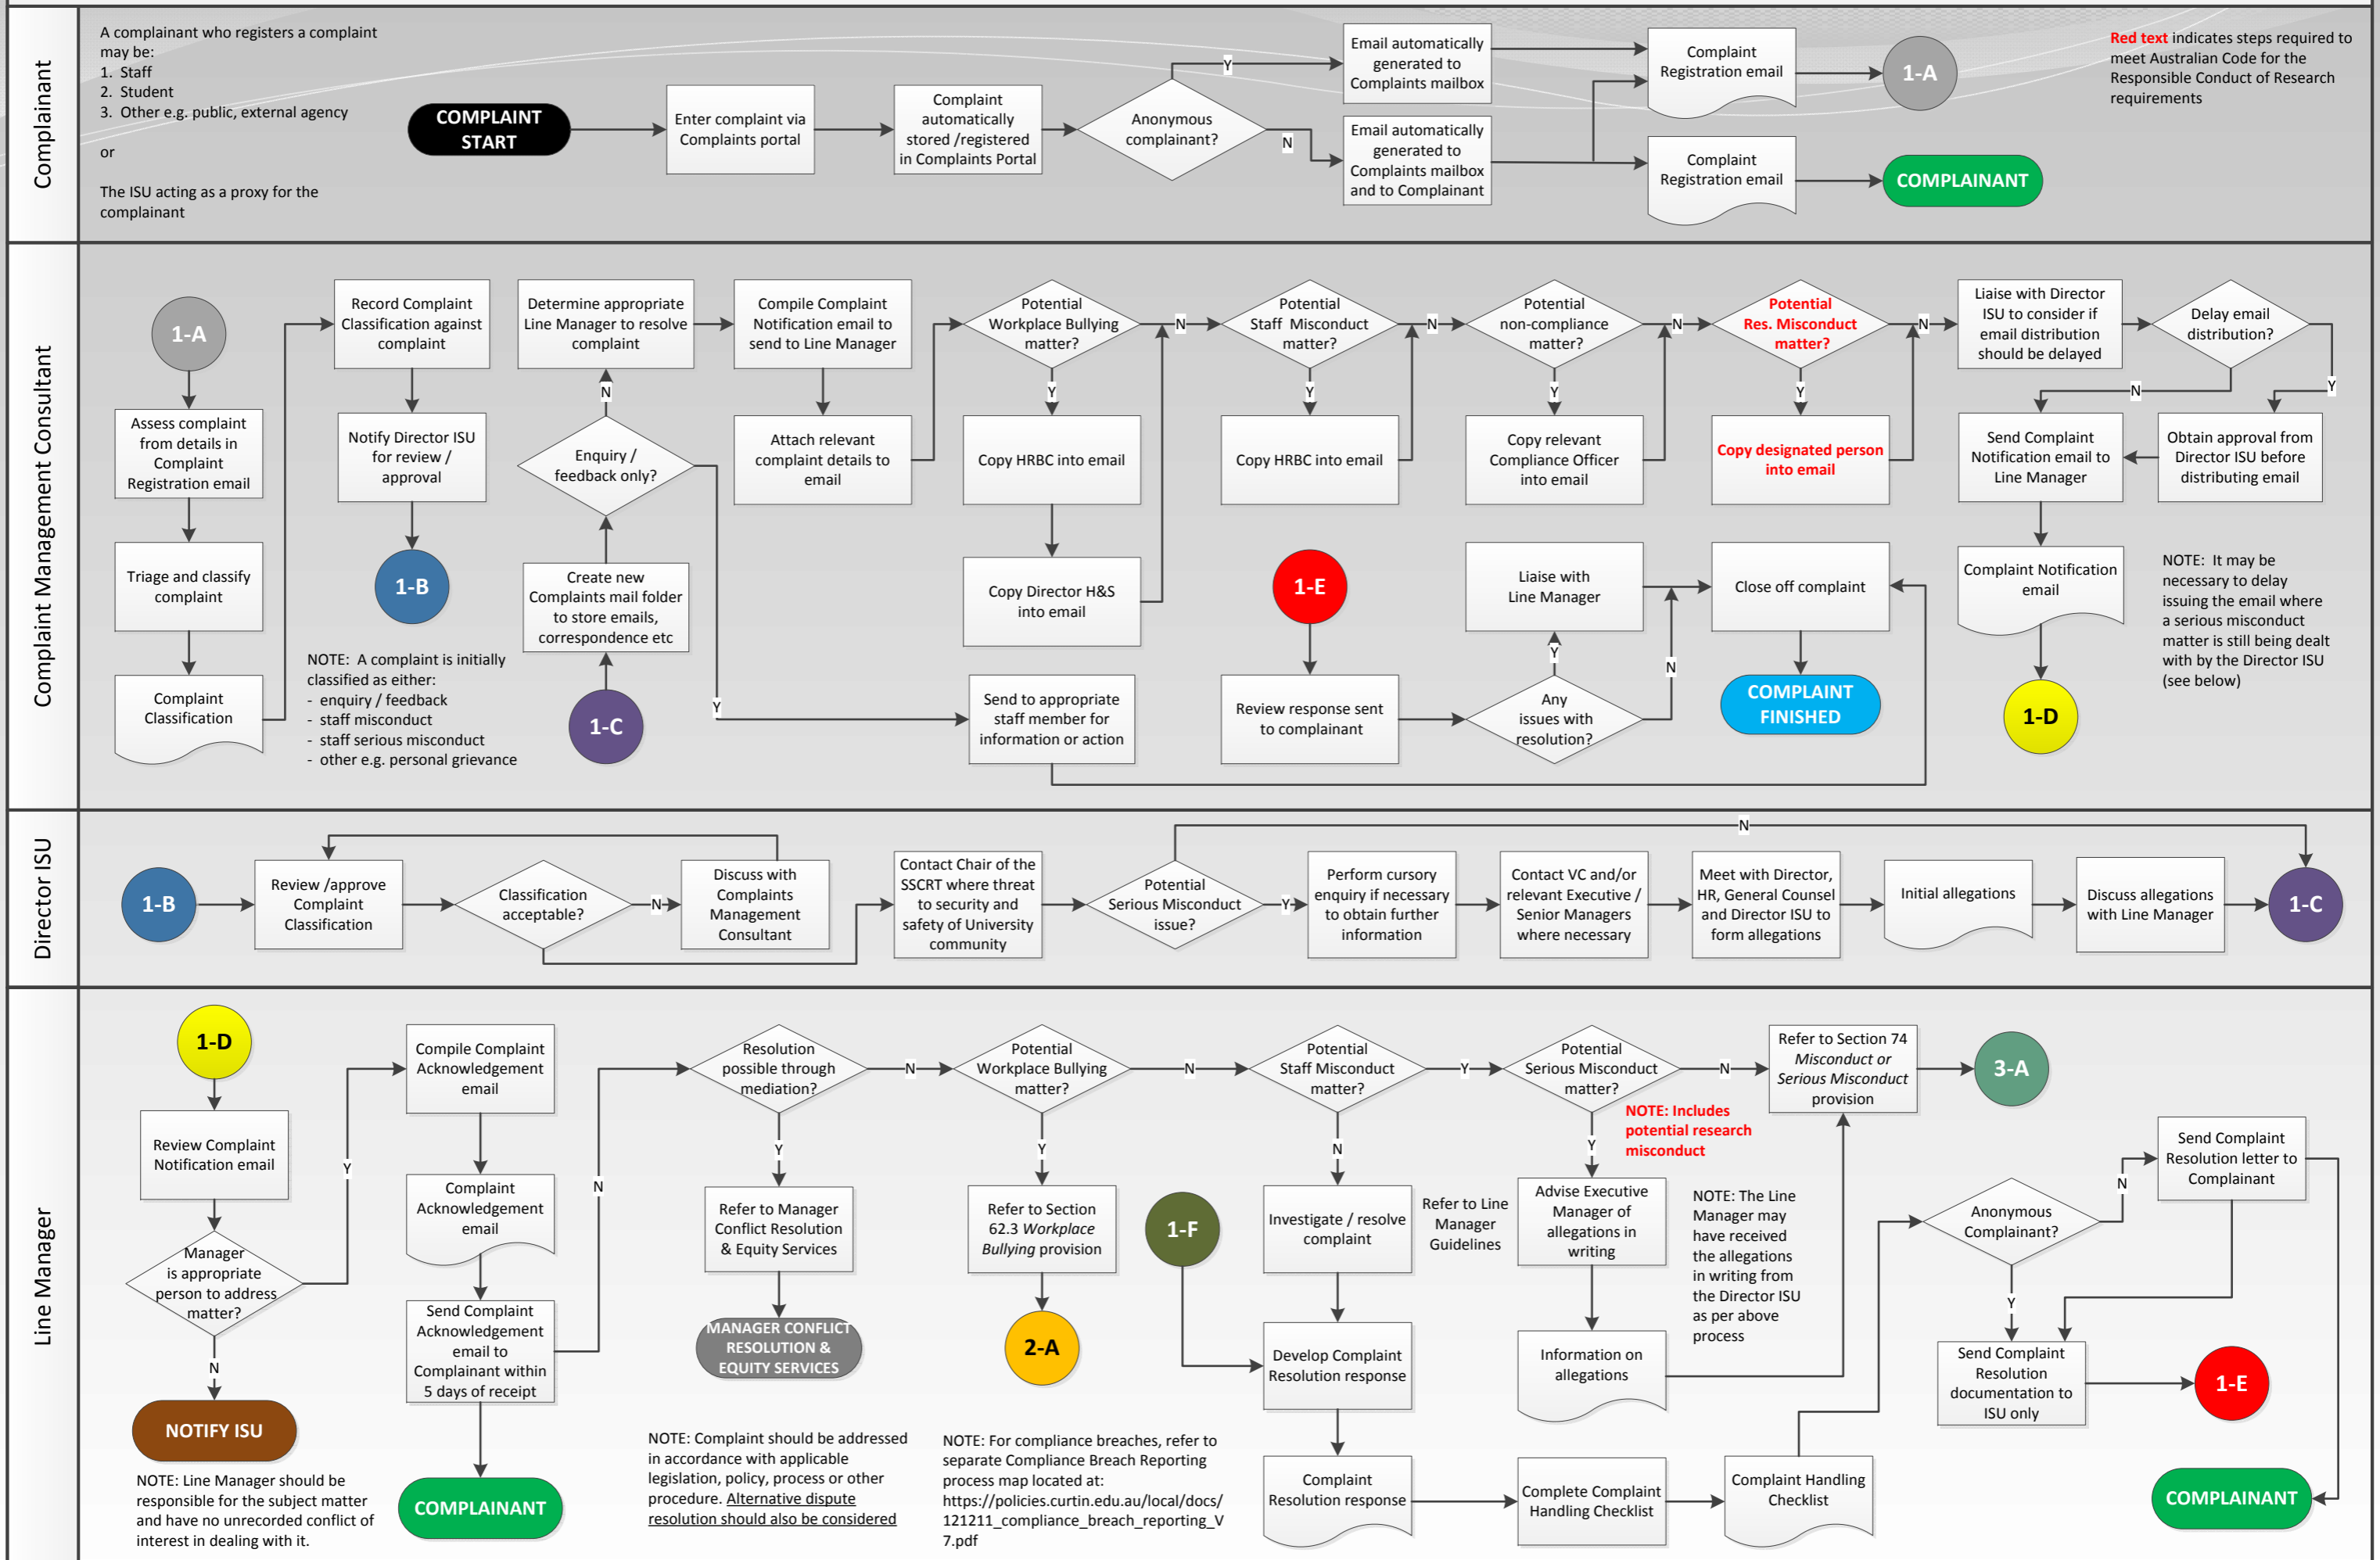 Complainant
A complainant who registers a complaint
may be:
1. Staff
2. Student
3. Other e.g. public, external agency
or
The ISU acting as a proxy for the
complainant
COMPLAINT
START
Enter complaint via
Complaints portal
Complaint
automatically
stored /registered
in Complaints Portal
Anonymous
complainant?
Y
N
Email automatically
generated to
Complaints mailbox
Email automatically
generated to
Complaints mailbox
and to Complainant
Complaint
Registration email
Complaint
Registration email
1-A
COMPLAINANT
Red text indicates steps required to
meet Australian Code for the
Responsible Conduct of Research
requirements
Complaint Management Consultant
1-A
Assess complaint
from details in
Complaint
Registration email
Triage and classify
complaint
Complaint
Classification
Record Complaint
Classification against
complaint
Notify Director ISU
for review /
approval
1-B
NOTE: A complaint is initially
classified as either:
- enquiry / feedback
- staff misconduct
- staff serious misconduct
- other e.g. personal grievance
Determine appropriate
Line Manager to resolve
complaint
N
Enquiry /
feedback only?
Y
Create new
Complaints mail folder
to store emails,
correspondence etc
1-C
Compile Complaint
Notification email to
send to Line Manager
Attach relevant
complaint details to
email
Potential
Workplace Bullying
matter?
N
Y
Copy HRBC into email
Copy Director H&S
into email
Send to appropriate
staff member for
information or action
Potential
Staff Misconduct
matter?
N
Y
Copy HRBC into email
1-E
Review response sent
to complainant
Potential
non-compliance
matter?
N
Y
Copy relevant
Compliance Officer
into email
Liaise with
Line Manager
Y
N
Any
issues with
resolution?
Potential
Res. Misconduct
matter?
N
Y
Copy designated person
into email
Close off complaint
COMPLAINT
FINISHED
Liaise with Director
ISU to consider if
email distribution
should be delayed
Delay email
distribution?
N
Y
Send Complaint
Notification email to
Line Manager
Obtain approval from
Director ISU before
distributing email
Complaint Notification
email
1-D
NOTE: It may be
necessary to delay
issuing the email where
a serious misconduct
matter is still being dealt
with by the Director ISU
(see below)
Director ISU
1-B
Review /approve
Complaint
Classification
Classification
acceptable?
N
Discuss with
Complaints
Management
Consultant
Contact Chair of the
SSCRT where threat
to security and
safety of University
community
Potential
Serious Misconduct
issue?
N
Y
Perform cursory
enquiry if necessary
to obtain further
information
Contact VC and/or
relevant Executive /
Senior Managers
where necessary
Meet with Director,
HR, General Counsel
and Director ISU to
form allegations
Initial allegations
Discuss allegations
with Line Manager
1-C
Line Manager
1-D
Review Complaint
Notification email
Manager
is appropriate
person to address
matter?
Y
N
NOTIFY ISU
NOTE: Line Manager should be
responsible for the subject matter
and have no unrecorded conflict of
interest in dealing with it.
Compile Complaint
Acknowledgement
email
Complaint
Acknowledgement
email
Send Complaint
Acknowledgement
email to
Complainant within
5 days of receipt
COMPLAINANT
N
Resolution
possible through
mediation?
N
Y
Refer to Manager
Conflict Resolution
& Equity Services
MANAGER CONFLICT
RESOLUTION &
EQUITY SERVICES
NOTE: Complaint should be addressed
in accordance with applicable
legislation, policy, process or other
procedure. Alternative dispute
resolution should also be considered
Potential
Workplace Bullying
matter?
N
Y
Refer to Section
62.3 Workplace
Bullying provision
2-A
NOTE: For compliance breaches, refer to
separate Compliance Breach Reporting
process map located at:
https://policies.curtin.edu.au/local/docs/
121211_compliance_breach_reporting_V
7.pdf
1-F
Potential
Staff Misconduct
matter?
Y
N
Investigate / resolve
complaint
Refer to Line
Manager
Guidelines
Develop Complaint
Resolution response
Complaint
Resolution response
Potential
Serious Misconduct
matter?
N
Y
NOTE: Includes
potential research
misconduct
Advise Executive
Manager of
allegations in
writing
Information on
allegations
NOTE: The Line
Manager may
have received
the allegations
in writing from
the Director ISU
as per above
process
Complete Complaint
Handling Checklist
Complaint Handling
Checklist
Refer to Section 74
Misconduct or
Serious Misconduct
provision
3-A
Anonymous
Complainant?
N
Y
Send Complaint
Resolution letter to
Complainant
Send Complaint
Resolution
documentation to
ISU only
1-E
COMPLAINANT